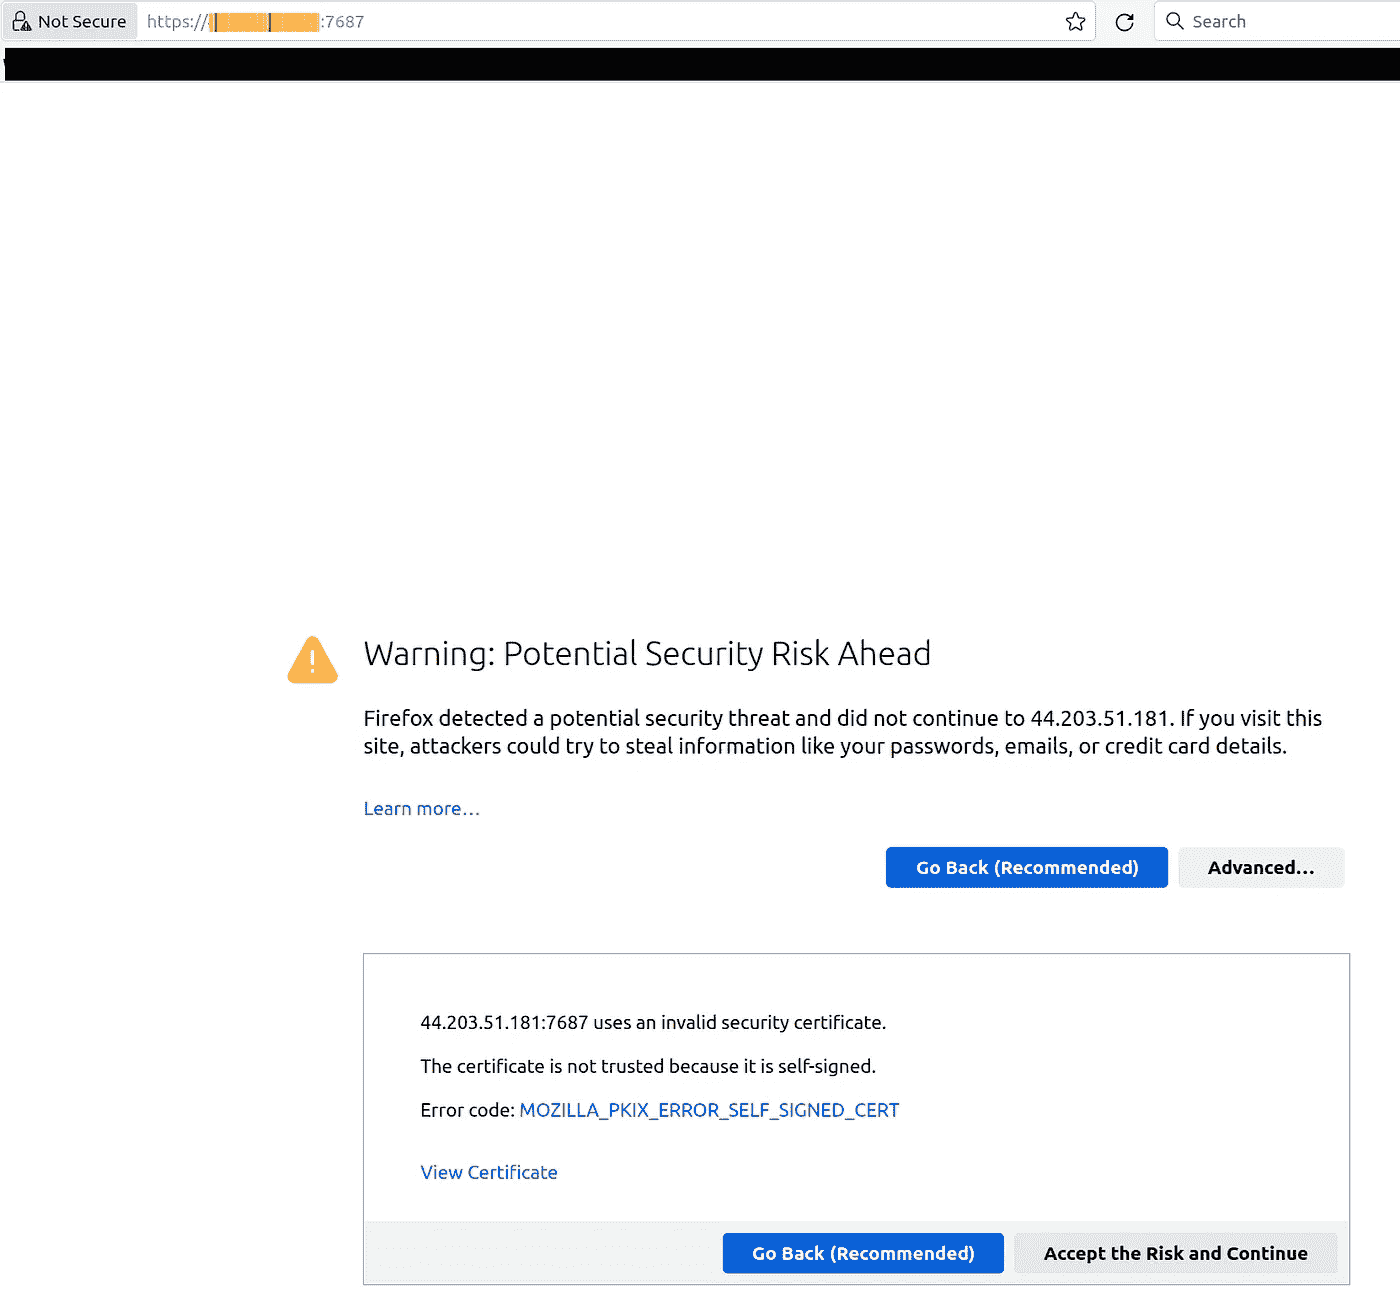 Not Secure https:// :7687 Search
Warning: Potential Security Risk Ahead
Firefox detected a potential security threat and did not continue to 44.203.51.181. If you visit this
site, attackers could try to steal information like your passwords, emails, or credit card details.
Learn more…
Go Back (Recommended) Advanced…
44.203.51.181:7687 uses an invalid security certificate.
The certificate is not trusted because it is self-signed.
Error code: MOZILLA_PKIX_ERROR_SELF_SIGNED_CERT
View Certificate
Go Back (Recommended) Accept the Risk and Continue